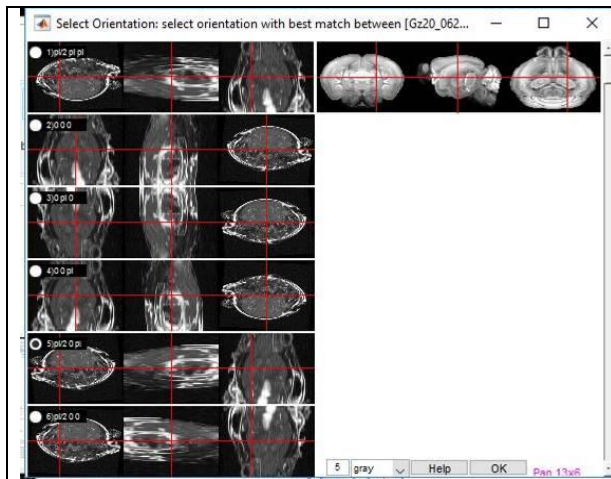 Select Orientation: select orientation with best match between [Gz20_062...
1)pi/2 pi pi
2)0 0 0
3)0 pi 0
4)0 0 pi
5)pi/2 0 pi
6)pi/2 0 0
5 gray Help OK Pan 13x6